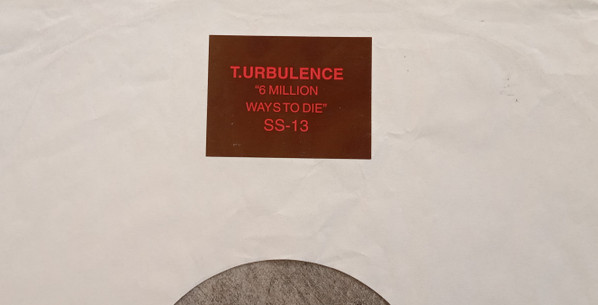 T.URBULENCE
"6 MILLION
WAYS TO DIE"
SS-13